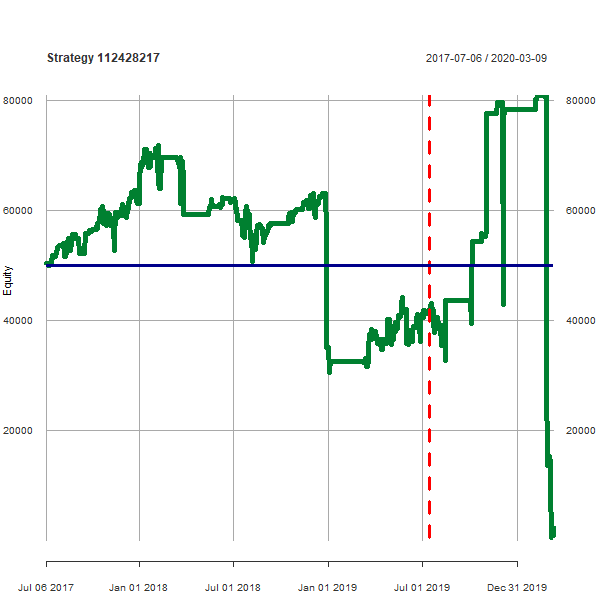 Strategy 112428217
2017-07-06 / 2020-03-09
80000 80000
60000 60000
Equity
40000 40000
20000 20000
Jul 06 2017 Jan 01 2018 Jul 01 2018 Jan 01 2019 Jul 01 2019 Dec 31 2019